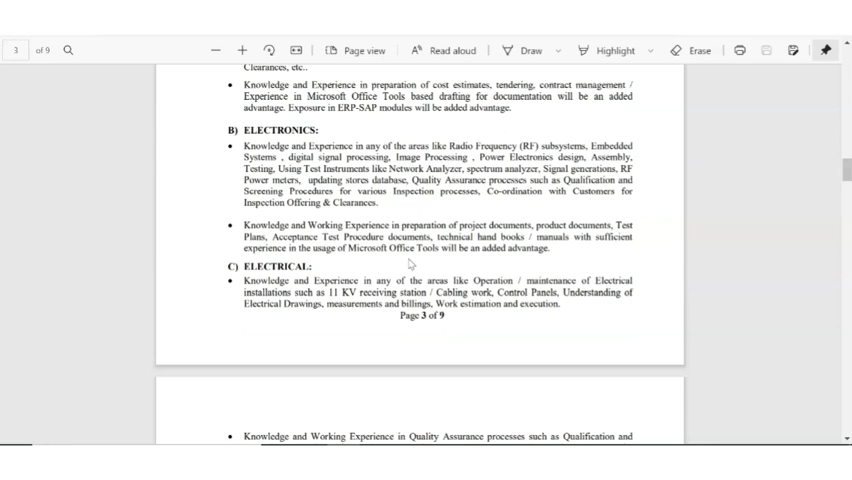 3 of 9 Page view Read aloud Draw Highlight Erase
Clearances, etc..
• Knowledge and Experience in preparation of cost estimates, tendering, contract management /
Experience in Microsoft Office Tools based drafting for documentation will be an added
advantage. Exposure in ERP-SAP modules will be added advantage.
B) ELECTRONICS:
• Knowledge and Experience in any of the areas like Radio Frequency (RF) subsystems, Embedded
Systems , digital signal processing, Image Processing , Power Electronics design, Assembly,
Testing, Using Test Instruments like Network Analyzer, spectrum analyzer, Signal generations, RF
Power meters, updating stores database, Quality Assurance processes such as Qualification and
Screening Procedures for various Inspection processes, Co-ordination with Customers for
Inspection Offering & Clearances.
• Knowledge and Working Experience in preparation of project documents, product documents, Test
Plans, Acceptance Test Procedure documents, technical hand books / manuals with sufficient
experience in the usage of Microsoft Office Tools will be an added advantage.
C) ELECTRICAL:
• Knowledge and Experience in any of the areas like Operation / maintenance of Electrical
installations such as 11 KV receiving station / Cabling work, Control Panels, Understanding of
Electrical Drawings, measurements and billings, Work estimation and execution.
Page 3 of 9
• Knowledge and Working Experience in Quality Assurance processes such as Qualification and